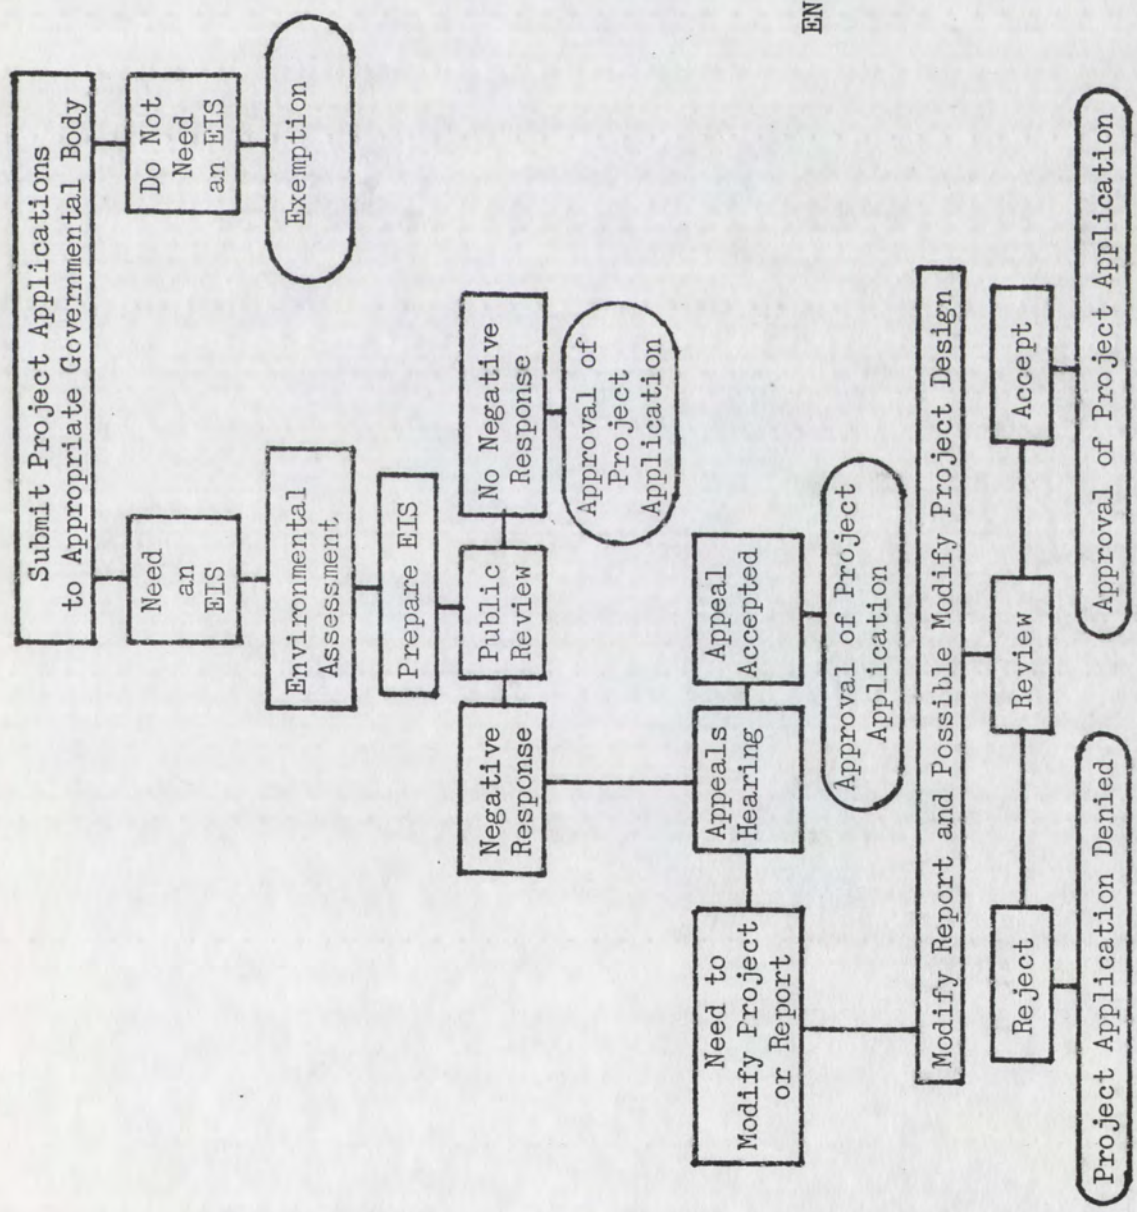 Submit Project Applications
to Appropriate Governmental Body
Need
an
EIS
Do Not
Need
an EIS
Environmental
Assessment
Exemption
Prepare EIS
Negative
Response
Public
Review
No Negative
Response
Approval of
Project
Application
Need to
Modify Project
or Report
Appeals
Hearing
Appeal
Accepted
Approval of Project
Application
Modify Report and Possible Modify Project Design
Reject
Review
Accept
Project Application Denied
Approval of Project Application
EN